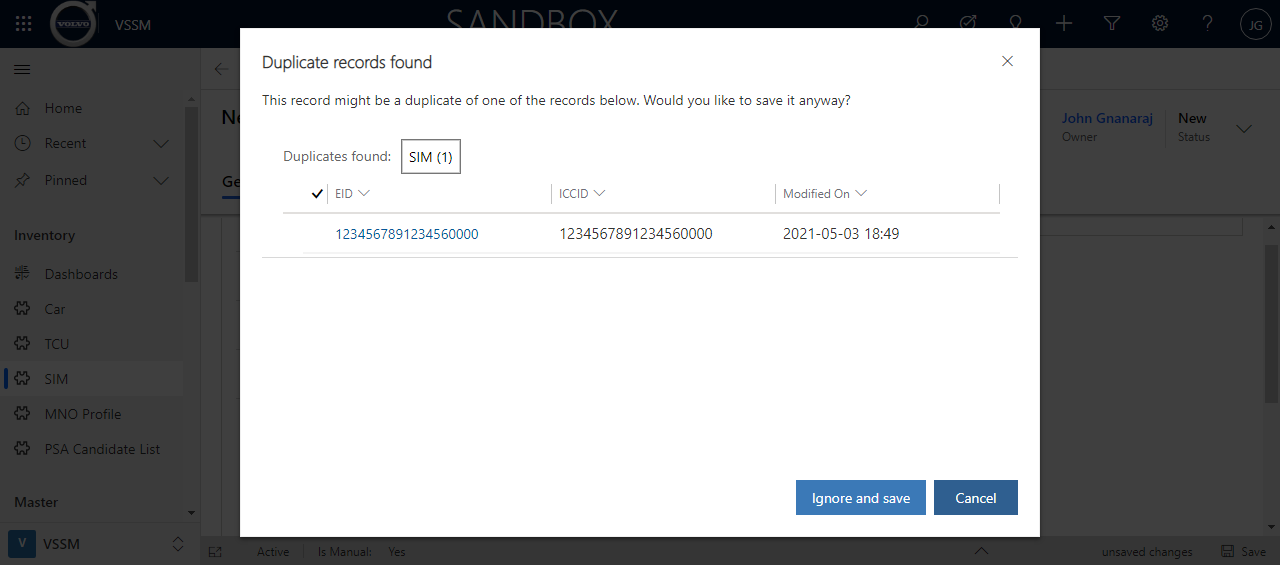 VOLVO
VSSM
SANDBOX
JG
Duplicate records found
This record might be a duplicate of one of the records below. Would you like to save it anyway?
Duplicates found: SIM (1)
EID ICCID Modified On
1234567891234560000 1234567891234560000 2021-05-03 18:49
Ignore and save Cancel
Home
Recent
Pinned
Inventory
Dashboards
Car
TCU
SIM
MNO Profile
PSA Candidate List
Master
V VSSM
John Gnanaraj
Owner
New
Status
Active Is Manual: Yes
unsaved changes Save